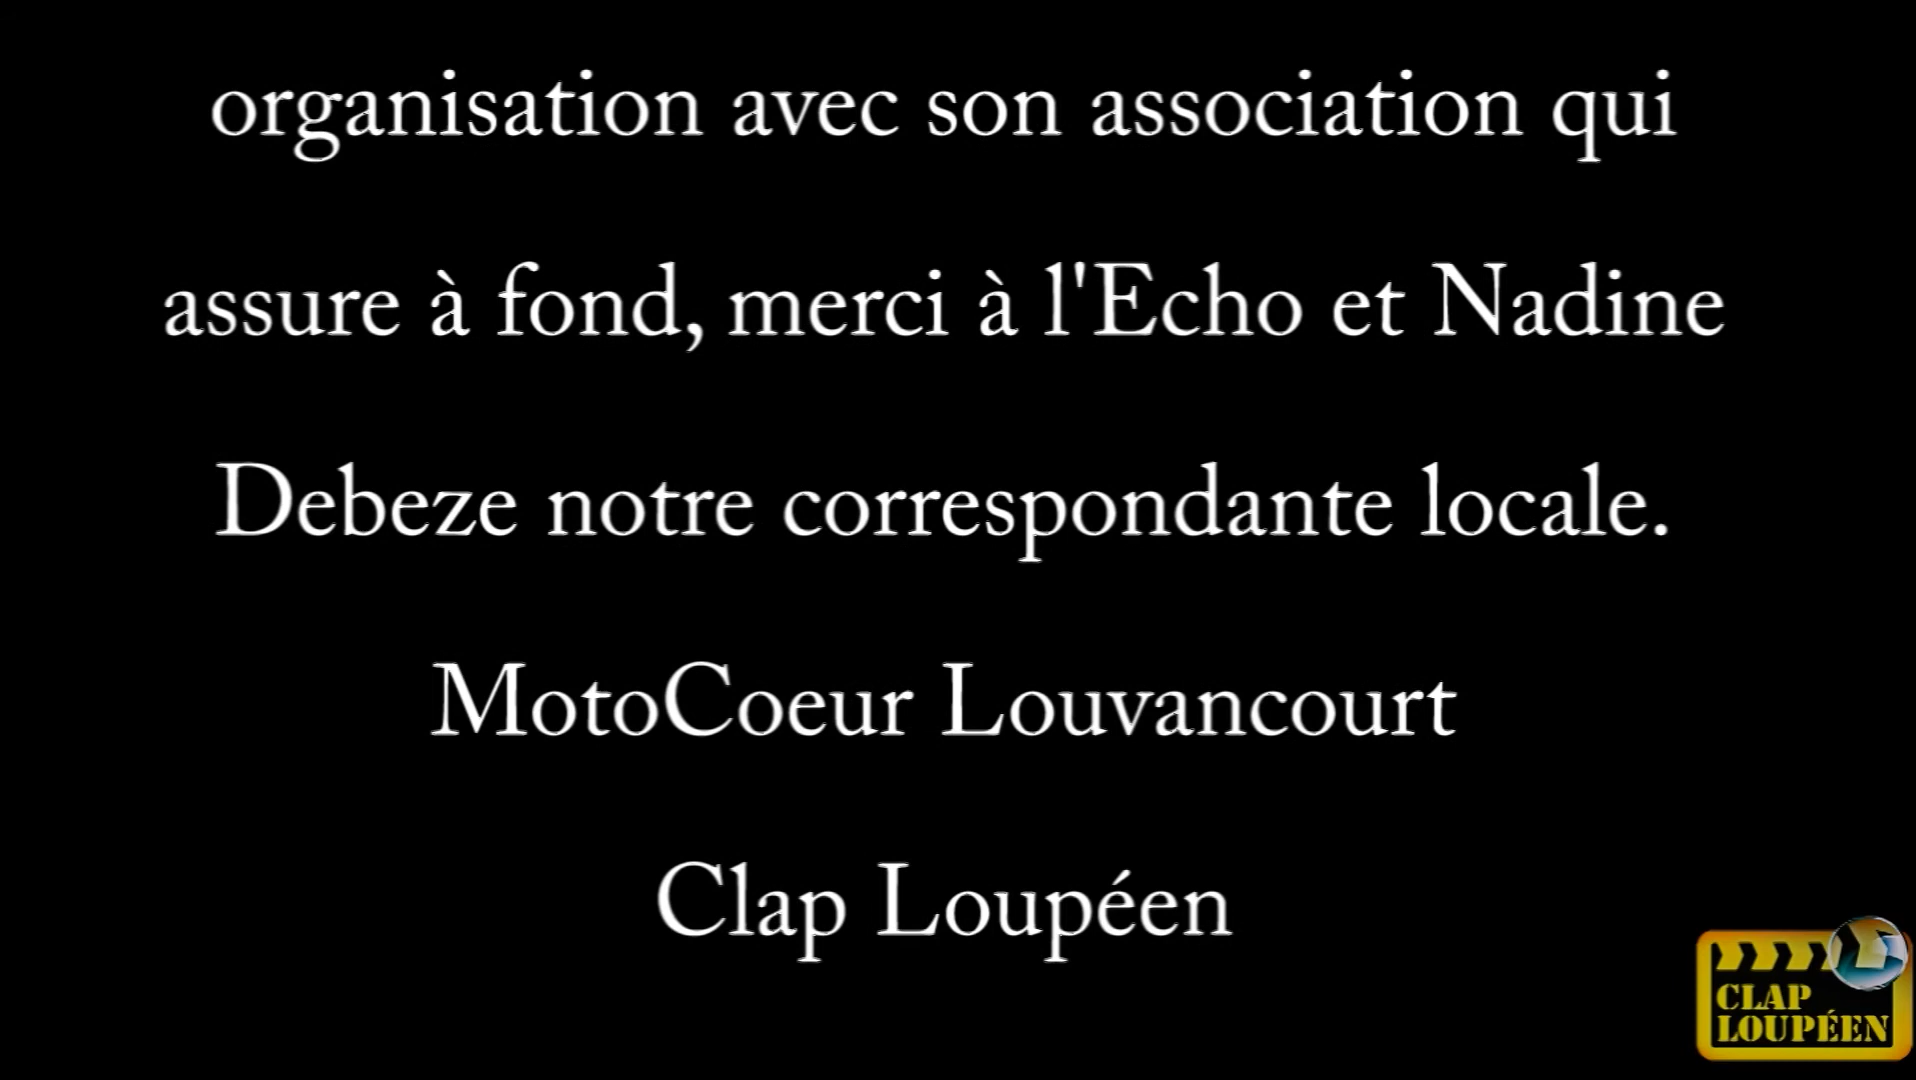 organisation avec son association qui
assure à fond, merci à l'Echo et Nadine
Debeze notre correspondante locale.
MotoCoeur Louvancourt
Clap Loupéen
CLAP
LOUPÉEN